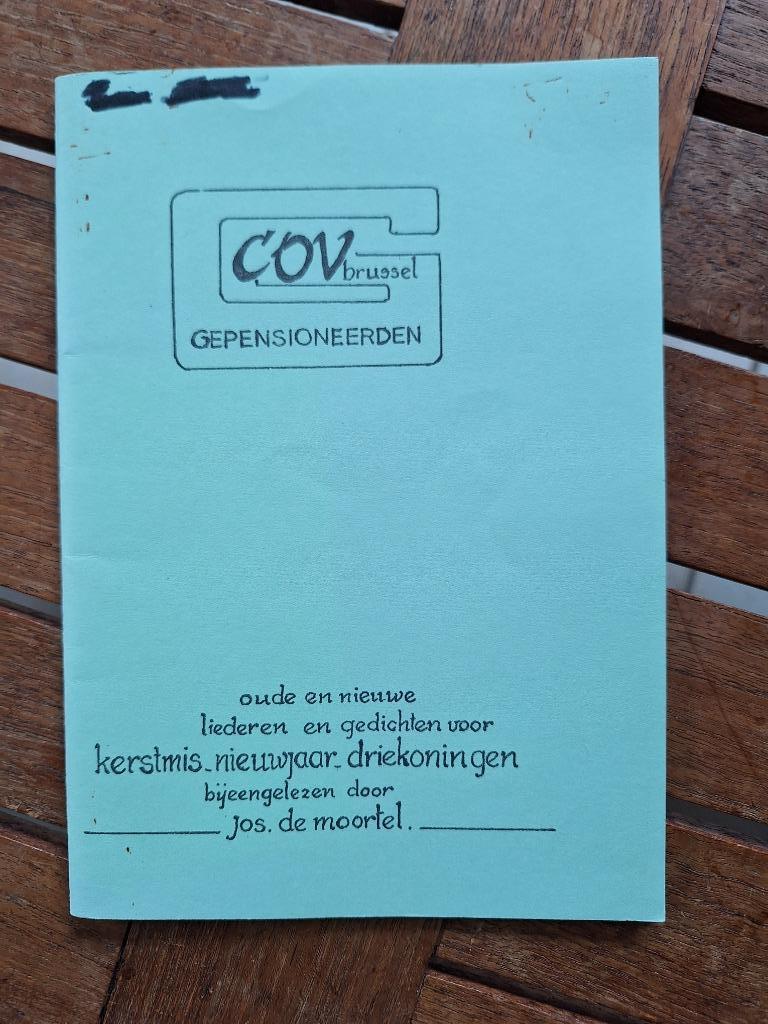 COV brussel
GEPENSIONEERDEN
oude en nieuwe
liederen en gedichten voor
kerstmis_nieuwjaar_driekoningen
bijeengelezen door
jos. de moortel.